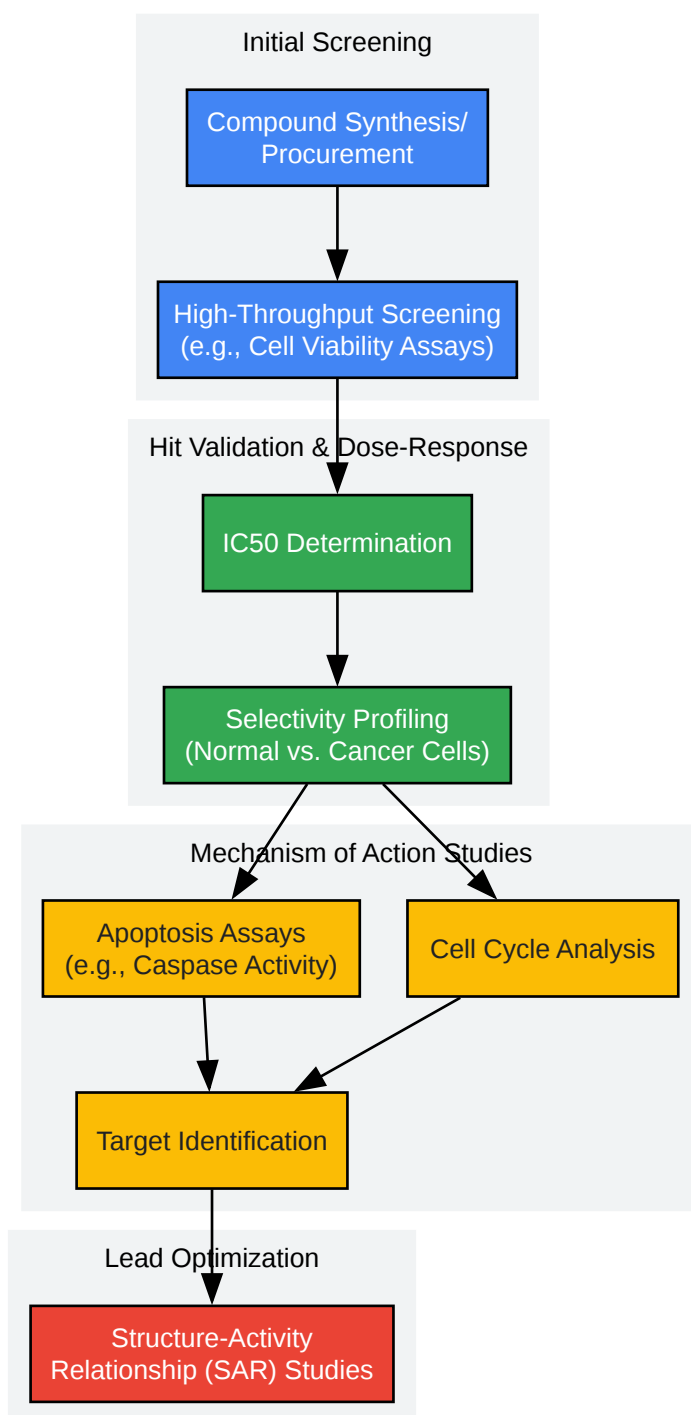 Initial Screening
Compound Synthesis/
Procurement
High-Throughput Screening
(e.g., Cell Viability Assays)
Hit Validation & Dose-Response
IC50 Determination
Selectivity Profiling
(Normal vs. Cancer Cells)
Mechanism of Action Studies
Apoptosis Assays
(e.g., Caspase Activity)
Cell Cycle Analysis
Target Identification
Lead Optimization
Structure-Activity
Relationship (SAR) Studies